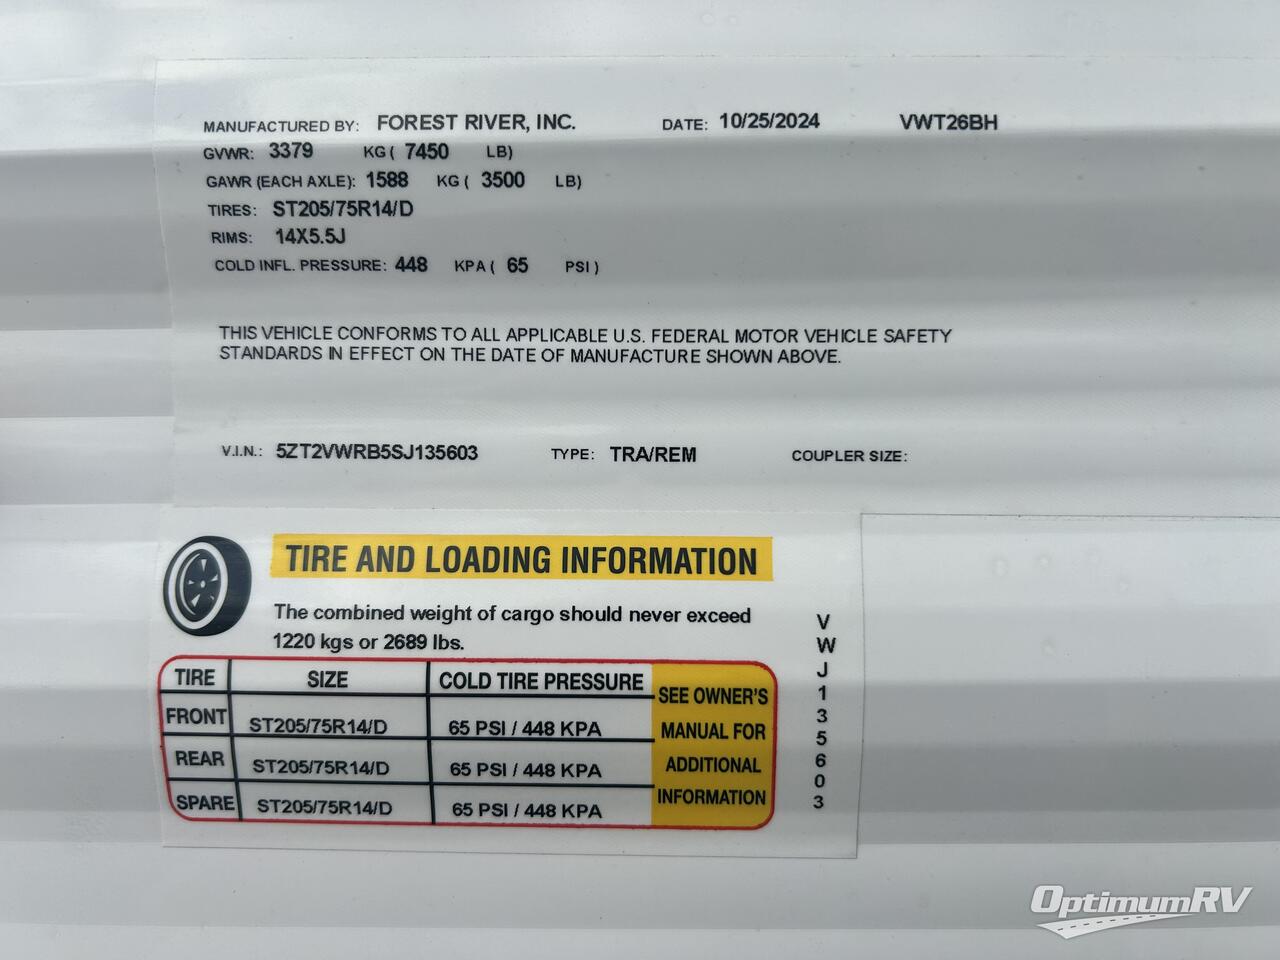 MANUFACTURED BY: FOREST RIVER, INC. DATE: 10/25/2024 VWT26BH
GVWR: 3379 KG ( 7450 LB)
GAWR (EACH AXLE): 1588 KG ( 3500 LB)
TIRES: ST205/75R14/D
RIMS: 14X5.5J
COLD INFL. PRESSURE: 448 KPA ( 65 PSI )
THIS VEHICLE CONFORMS TO ALL APPLICABLE U.S. FEDERAL MOTOR VEHICLE SAFETY
STANDARDS IN EFFECT ON THE DATE OF MANUFACTURE SHOWN ABOVE.
V.I.N.: 5ZT2VWRB5SJ135603 TYPE: TRA/REM COUPLER SIZE:
TIRE AND LOADING INFORMATION
The combined weight of cargo should never exceed
1220 kgs or 2689 lbs.
TIRE SIZE COLD TIRE PRESSURE
FRONT ST205/75R14/D 65 PSI / 448 KPA
REAR ST205/75R14/D 65 PSI / 448 KPA
SPARE ST205/75R14/D 65 PSI / 448 KPA
SEE OWNER'S
MANUAL FOR
ADDITIONAL
INFORMATION
VWJ135603
OptimumRV